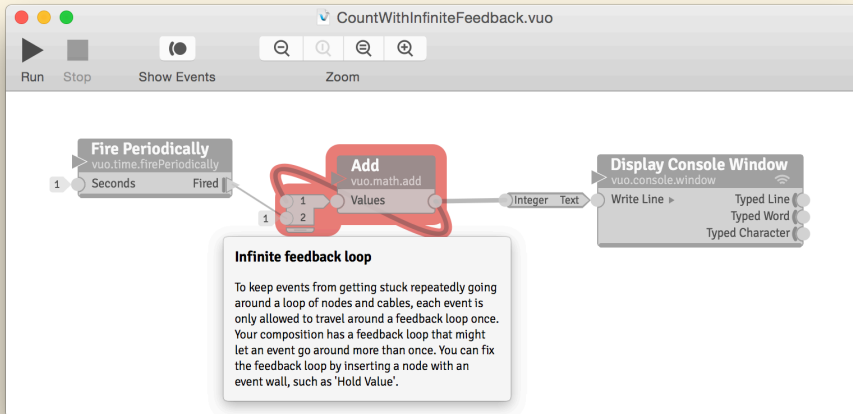 CountWithInfiniteFeedback.vuo
Run
Stop
Show Events
Zoom
Fire Periodically
vuo.time.firePeriodically
1
Seconds
Fired
1
2
1
Add
vuo.math.add
Values
Integer
Text
Display Console Window
vuo.console.window
Write Line
Typed Line
Typed Word
Typed Character
Infinite feedback loop
To keep events from getting stuck repeatedly going
around a loop of nodes and cables, each event is
only allowed to travel around a feedback loop once.
Your composition has a feedback loop that might
let an event go around more than once. You can fix
the feedback loop by inserting a node with an
event wall, such as 'Hold Value'.